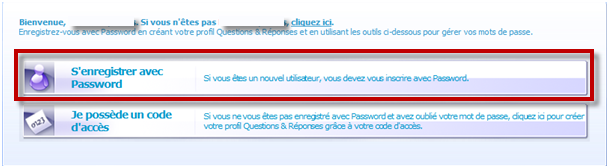 Bienvenue, . Si vous n'êtes pas , cliquez ici.
Enregistrez-vous avec Password en créant votre profil Questions & Réponses et en utilisant les outils ci-dessous pour gérer vos mots de passe.
S'enregistrer avec
Password
Si vous êtes un nouvel utilisateur, vous devez vous inscrire avec Password.
Je possède un code
d'accès
Si vous ne vous êtes pas enregistré avec Password et avez oublié votre mot de passe, cliquez ici pour créer
votre profil Questions & Réponses grâce à votre code d'accès.
0123